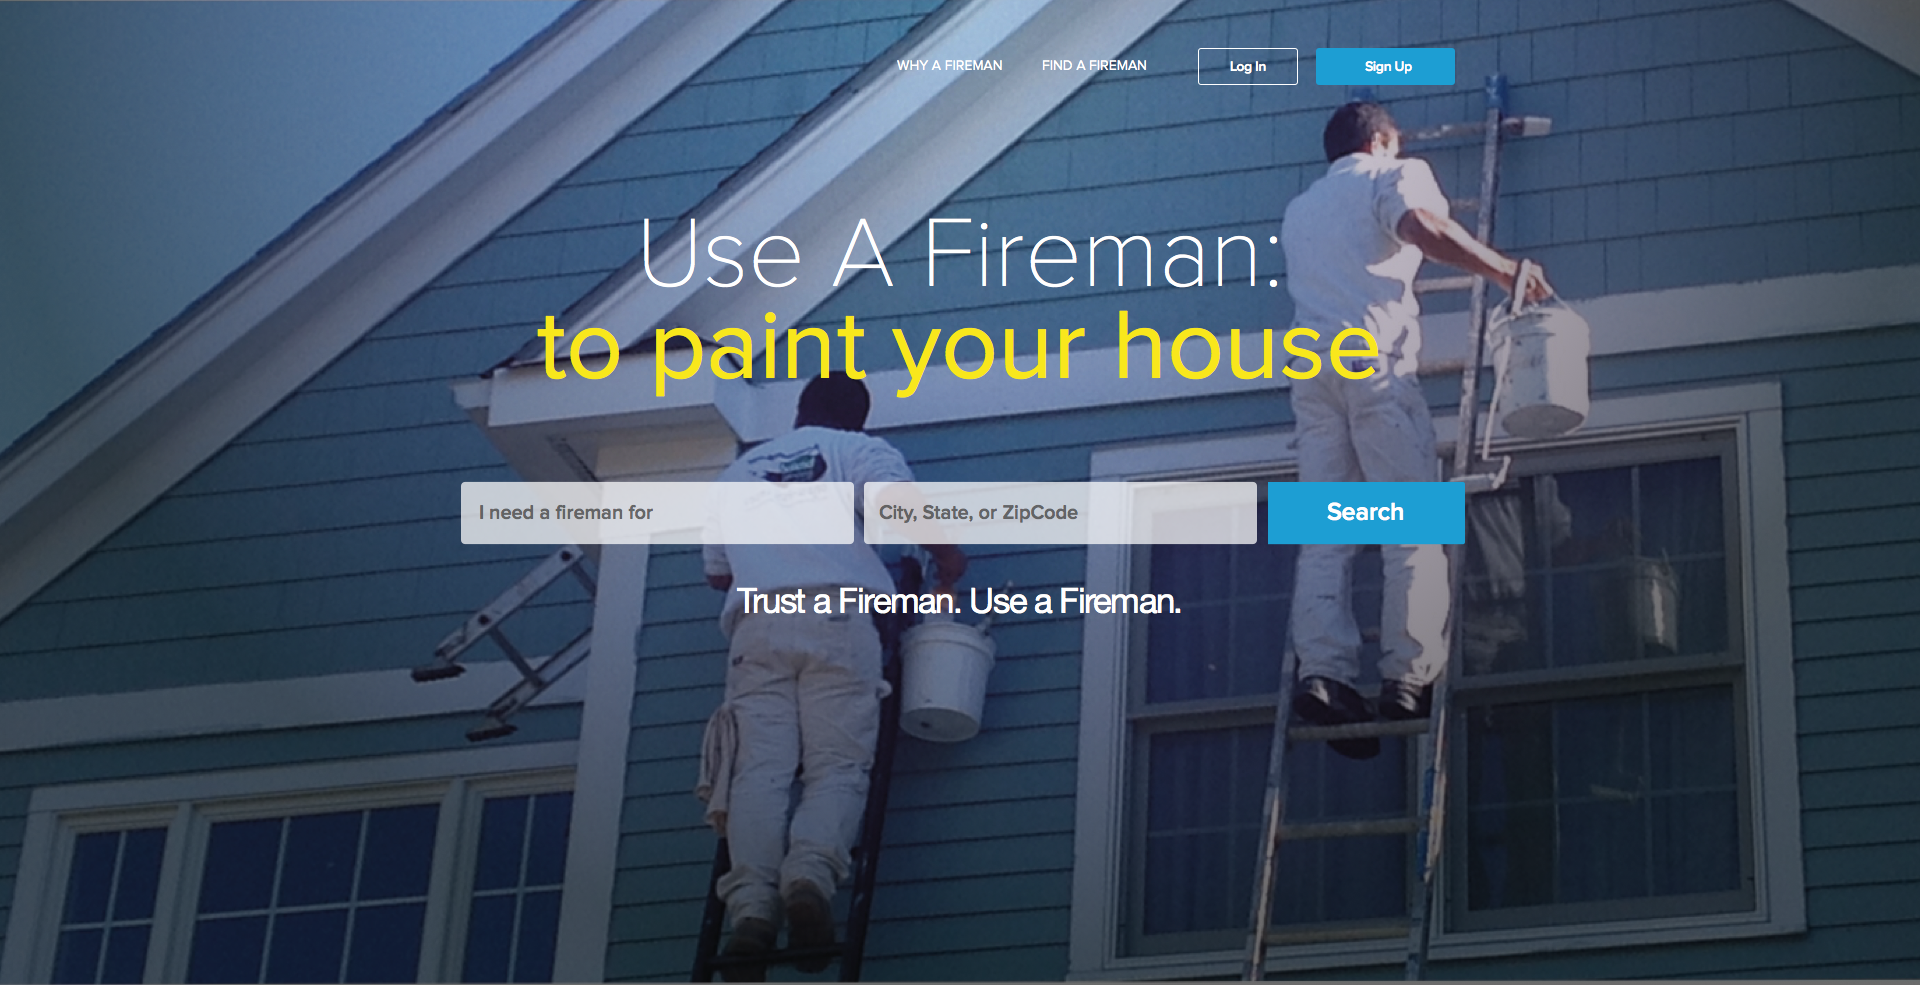 WHY A FIREMAN
FIND A FIREMAN
Log In
Sign Up
Use A Fireman:
to paint your house
I need a fireman for
City, State, or ZipCode
Search
Trust a Fireman. Use a Fireman.